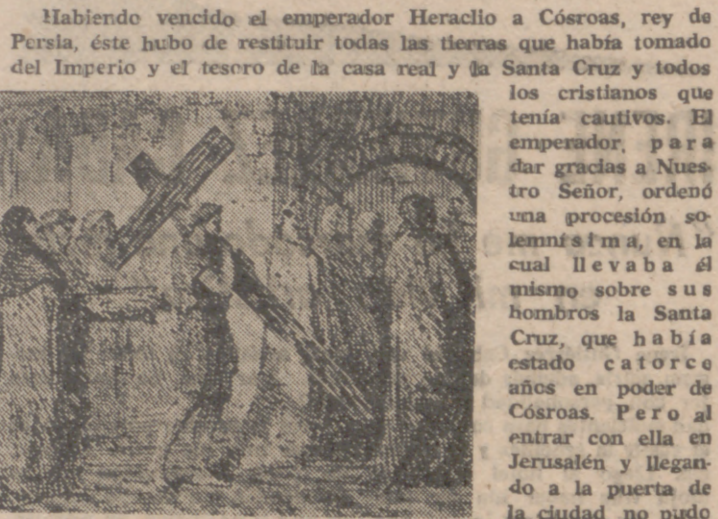 Habiendo vencido el emperador Heraclio a Cósroas, rey de
Persia, éste hubo de restituir todas las tierras que había tomado
del Imperio y el tesoro de la casa real y la Santa Cruz y todos
los cristianos que
tenía cautivos. El
emperador, para
dar gracias a Nues-
tro Señor, ordenó
una procesión so-
lemnísima, en la
cual llevaba él
mismo sobre sus
hombros la Santa
Cruz, que había
estado catorce
años en poder de
Cósroas. Pero al
entrar con ella en
Jerusalén y llegan-
do a la puerta de
la ciudad no pudo